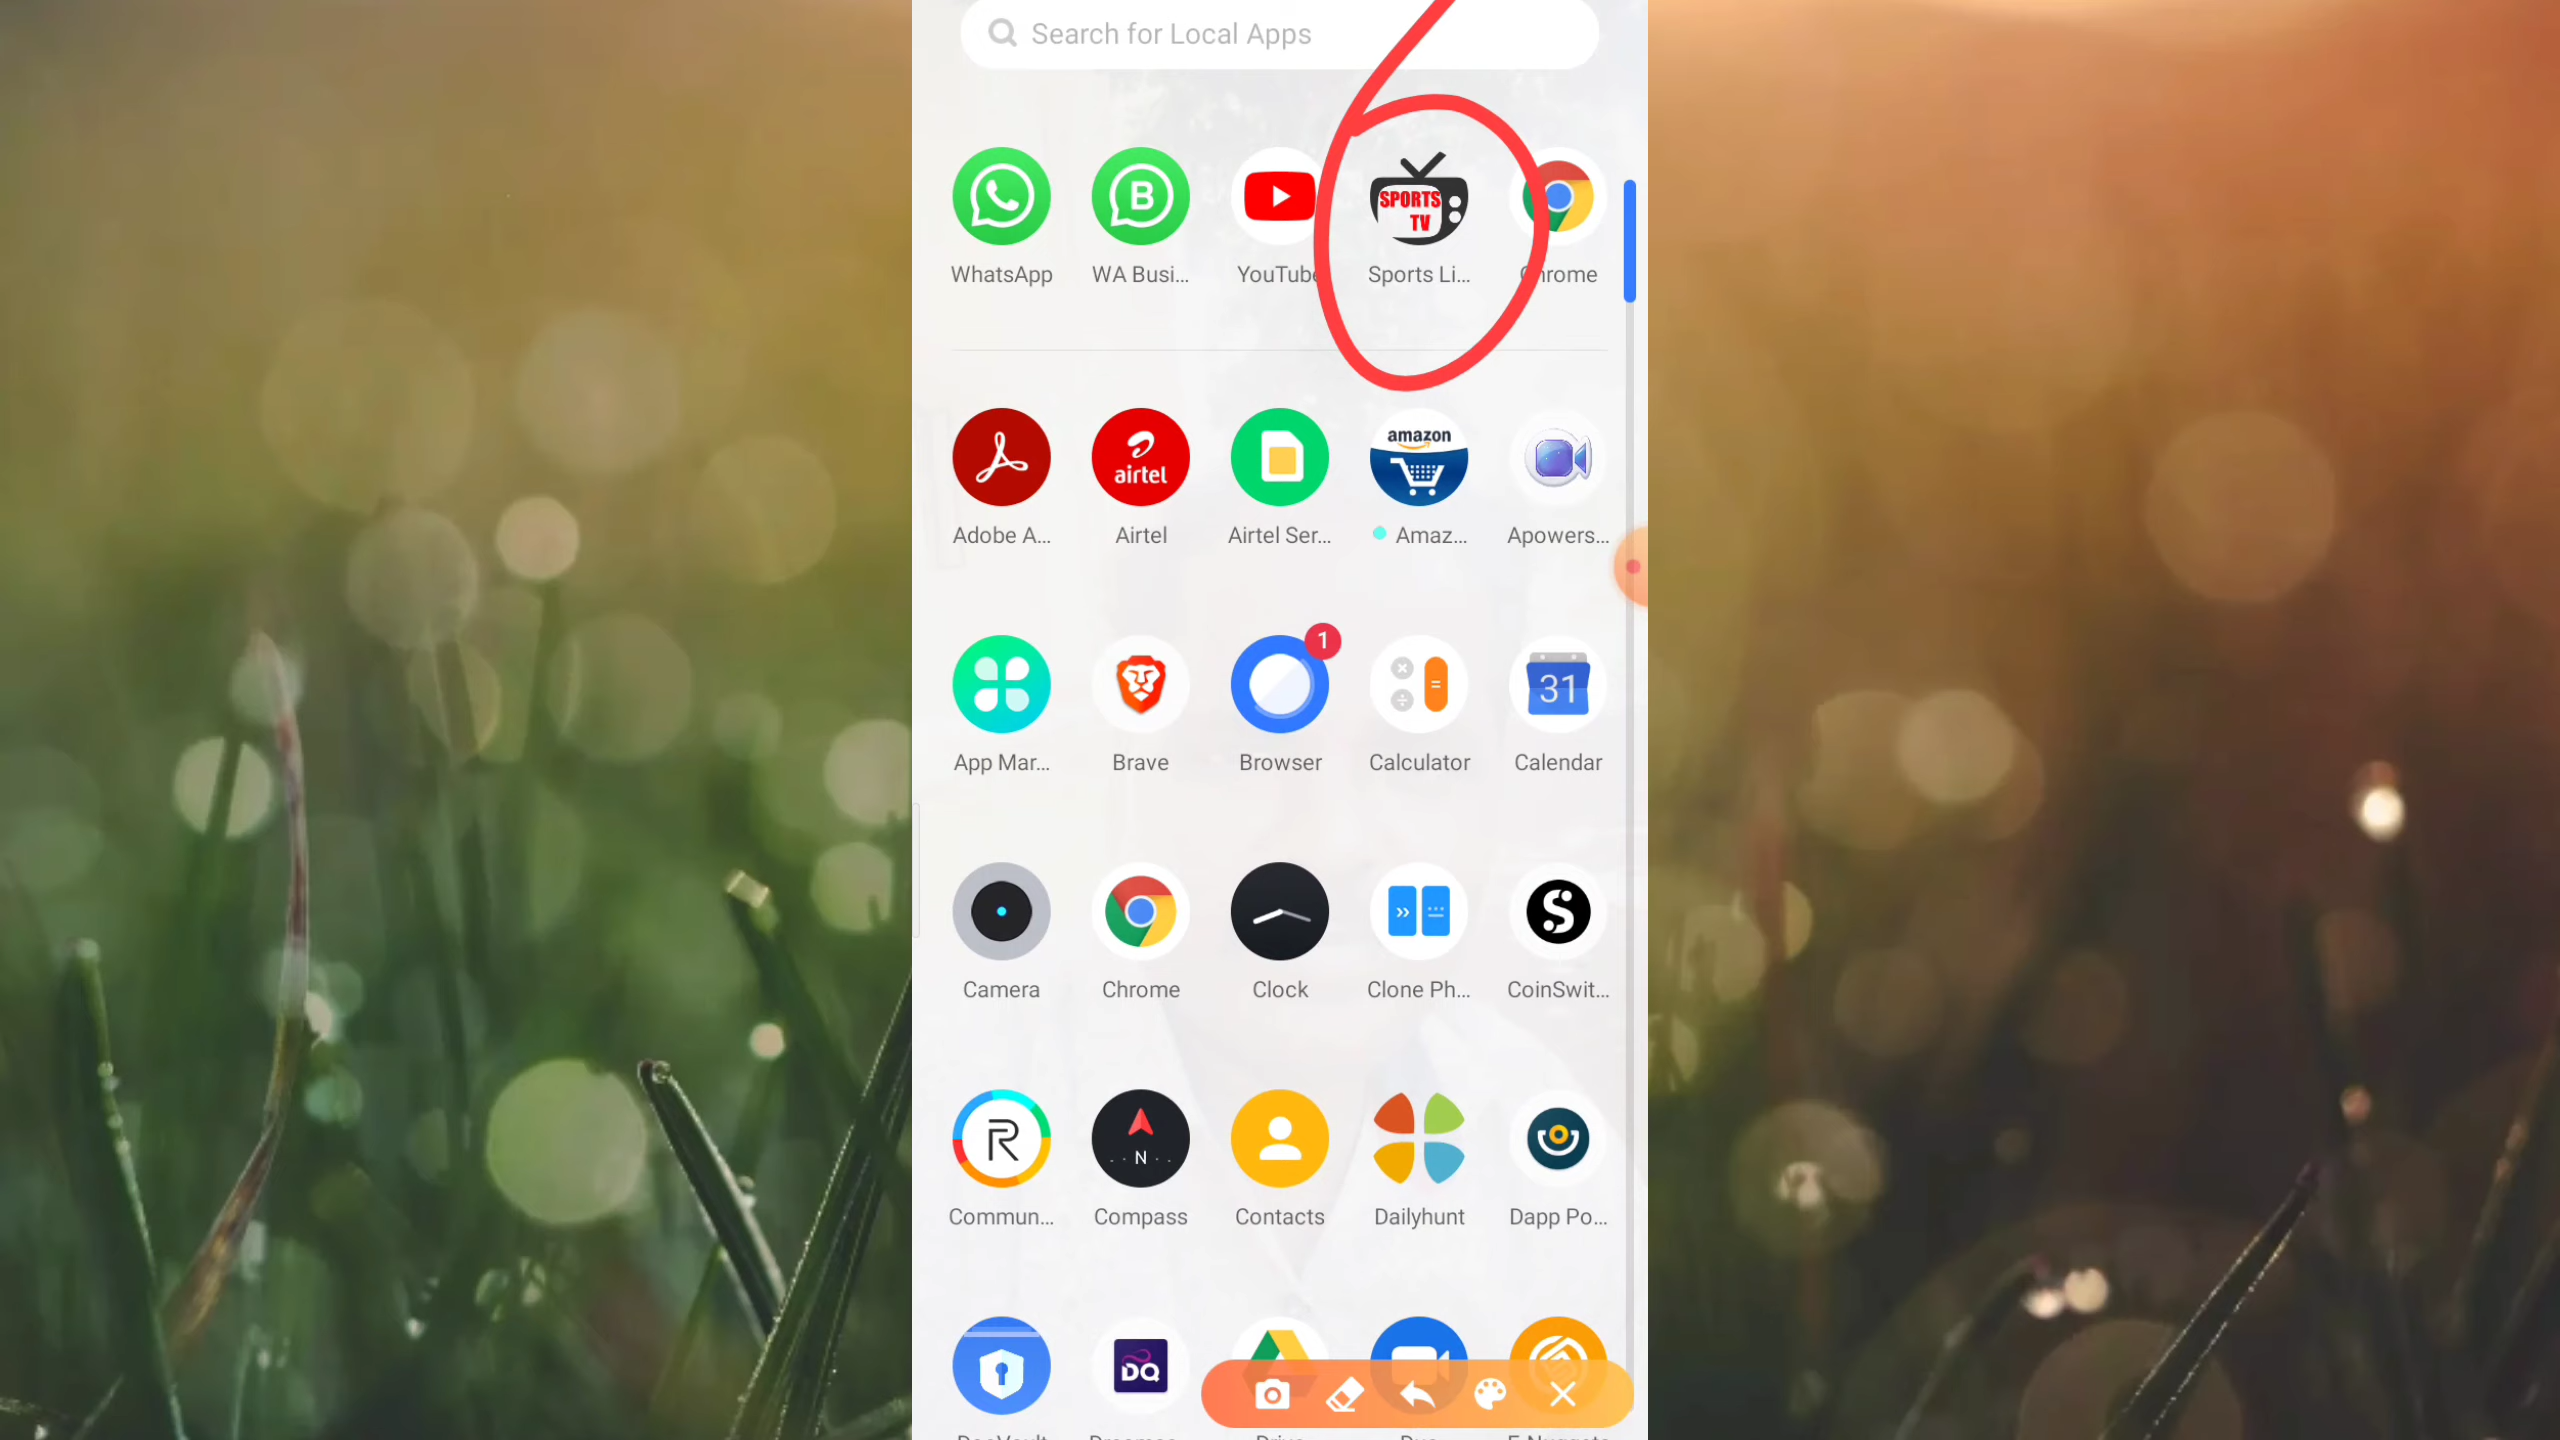 Search for Local Apps
SPORTS
TV
WhatsApp
WA Busi...
YouTube
Sports Li...
Chrome
airtel
amazon
Adobe A...
Airtel
Airtel Ser...
Amaz...
Apowers...
1
31
App Mar...
Brave
Browser
Calculator
Calendar
Camera
Chrome
Clock
Clone Ph...
CoinSwit...
N
Commun...
Compass
Contacts
Dailyhunt
Dapp Po...
DQ